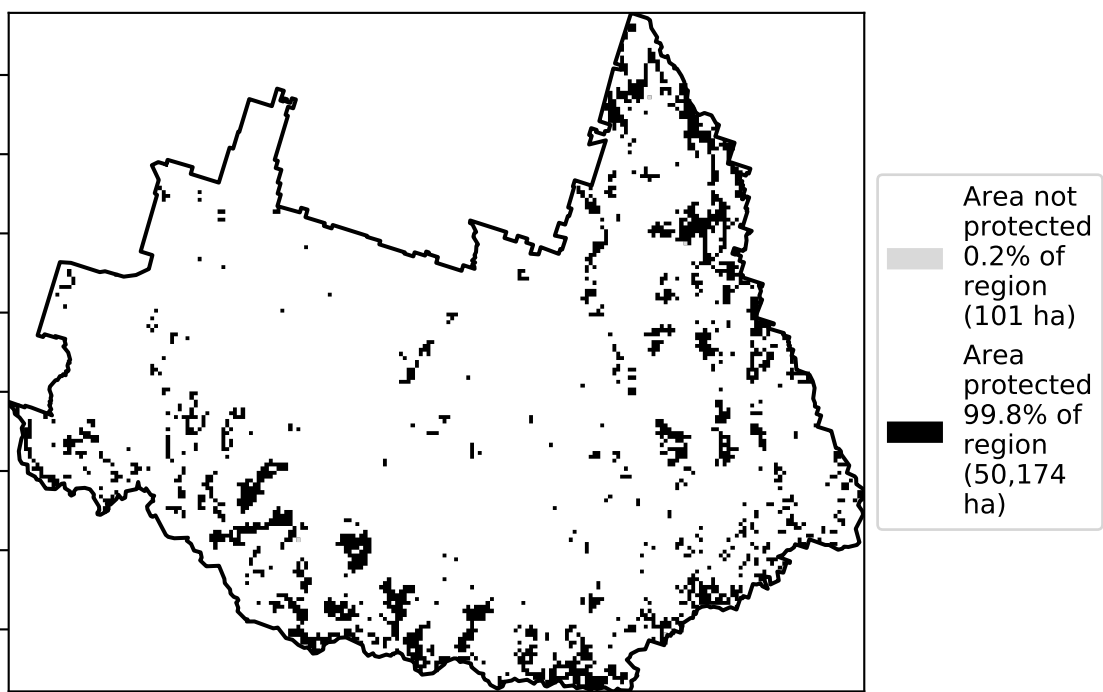 Area not
protected
0.2% of
region
(101 ha)
Area
protected
99.8% of
region
(50,174
ha)